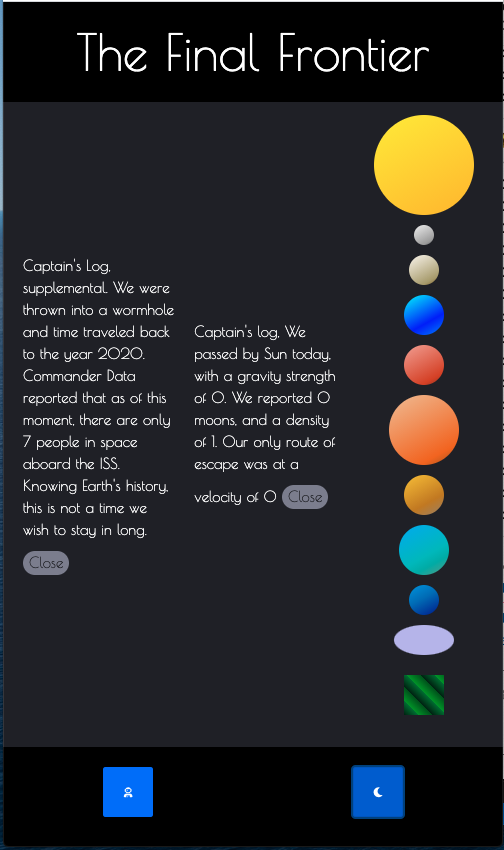 The Final Frontier
Captain's Log,
supplemental. We were
thrown into a wormhole
and time traveled back
to the year 2020.
Commander Data
reported that as of this
moment, there are only
7 people in space
aboard the ISS.
Knowing Earth's history,
this is not a time we
wish to stay in long.
Close
Captain's log, We
passed by Sun today,
with a gravity strength
of 0. We reported 0
moons, and a density
of 1. Our only route of
escape was at a
velocity of 0 Close